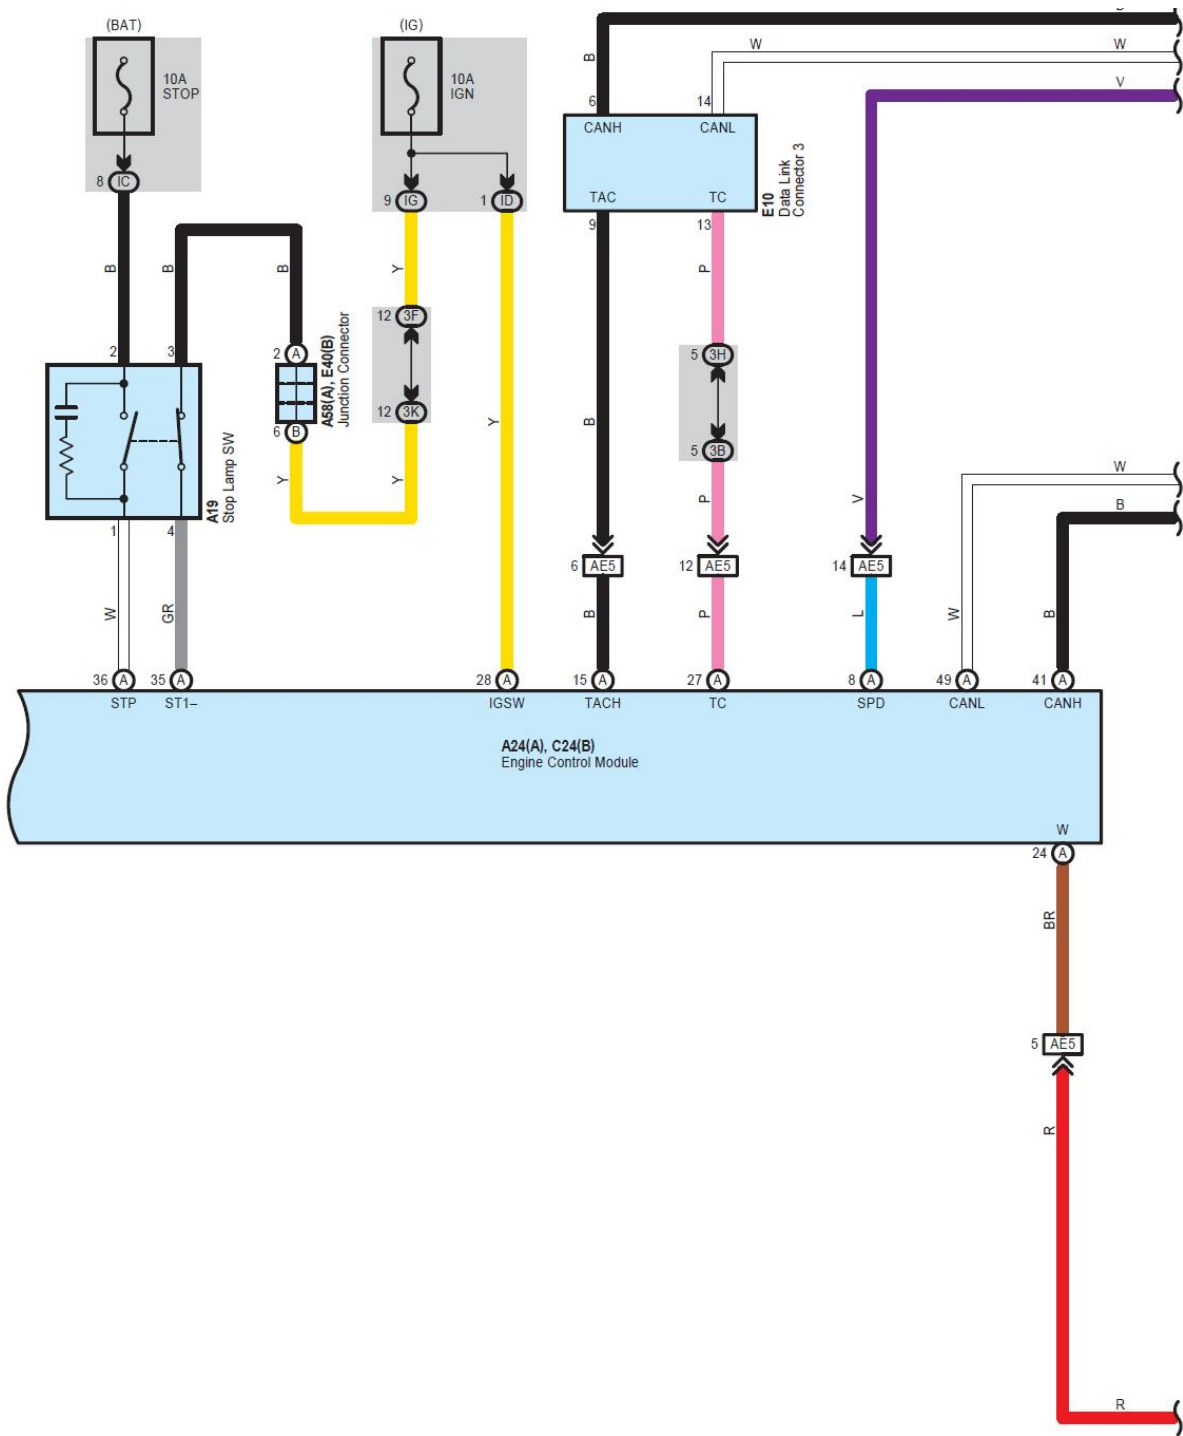 (BAT)
(IG)
10A
STOP
10A
IGN
8 IC
9 IG
1 ID
B
W
W
V
6
14
CANH
CANL
TAC
TC
E10
Data Link
Connector 3
9
13
B
B
B
Y
P
12 3F
5 3H
2
3
2 A
A58(A), E40(B)
Junction Connector
12 3K
Y
B
5 3B
6 B
A19
Stop Lamp SW
Y
Y
P
V
W
B
1
4
6 AE5
12 AE5
14 AE5
W
GR
B
P
L
W
B
36 A
35 A
28 A
15 A
27 A
8 A
49 A
41 A
STP
ST1–
IGSW
TACH
TC
SPD
CANL
CANH
A24(A), C24(B)
Engine Control Module
W
24 A
BR
5 AE5
R
R